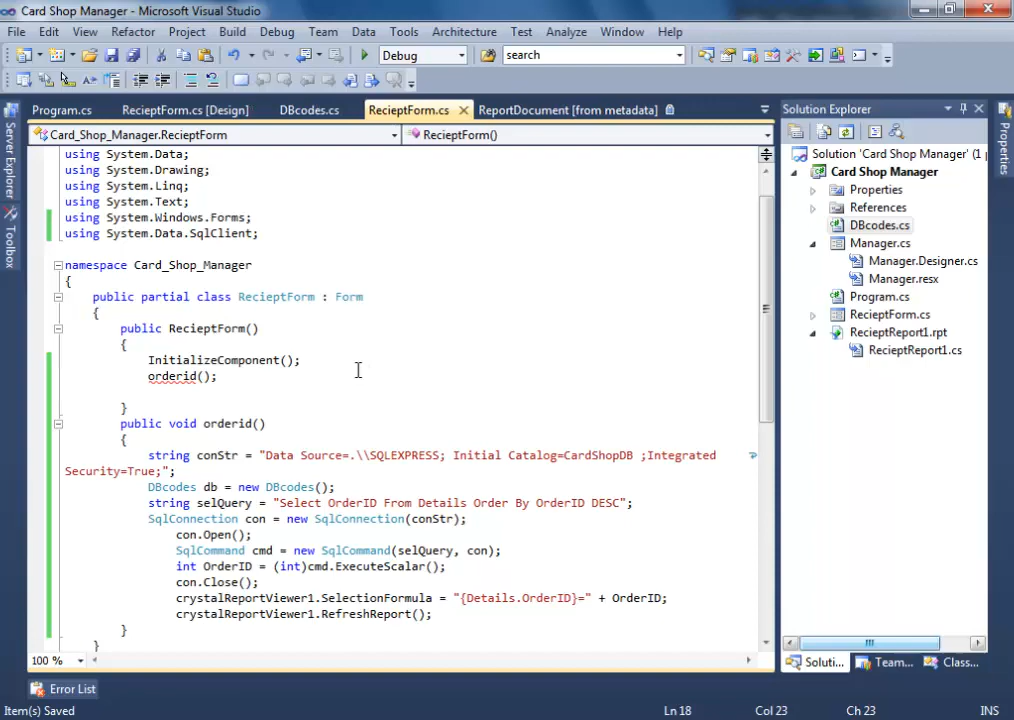 Card Shop Manager - Microsoft Visual Studio
File Edit View Refactor Project Build Debug Team Data Tools Architecture Test Analyze Window Help
Debug search
Program.cs RecieptForm.cs [Design] DBcodes.cs RecieptForm.cs ReportDocument [from metadata]
Card_Shop_Manager.RecieptForm RecieptForm()
using System.Data;
using System.Drawing;
using System.Linq;
using System.Text;
using System.Windows.Forms;
using System.Data.SqlClient;
namespace Card_Shop_Manager
{
public partial class RecieptForm : Form
{
public RecieptForm()
{
InitializeComponent();
orderid();
}
public void orderid()
{
string conStr = "Data Source=.\\SQLEXPRESS; Initial Catalog=CardShopDB ;Integrated
Security=True;";
DBcodes db = new DBcodes();
string selQuery = "Select OrderID From Details Order By OrderID DESC";
SqlConnection con = new SqlConnection(conStr);
con.Open();
SqlCommand cmd = new SqlCommand(selQuery, con);
int OrderID = (int)cmd.ExecuteScalar();
con.Close();
crystalReportViewer1.SelectionFormula = "{Details.OrderID}=" + OrderID;
crystalReportViewer1.RefreshReport();
}
}
100 %
Server Explorer
Toolbox
Solution Explorer
Solution 'Card Shop Manager' (1 p
Card Shop Manager
Properties
References
DBcodes.cs
Manager.cs
Manager.Designer.cs
Manager.resx
Program.cs
RecieptForm.cs
RecieptReport1.rpt
RecieptReport1.cs
Soluti... Team... Class...
Properties
Error List
Item(s) Saved Ln 18 Col 23 Ch 23 INS